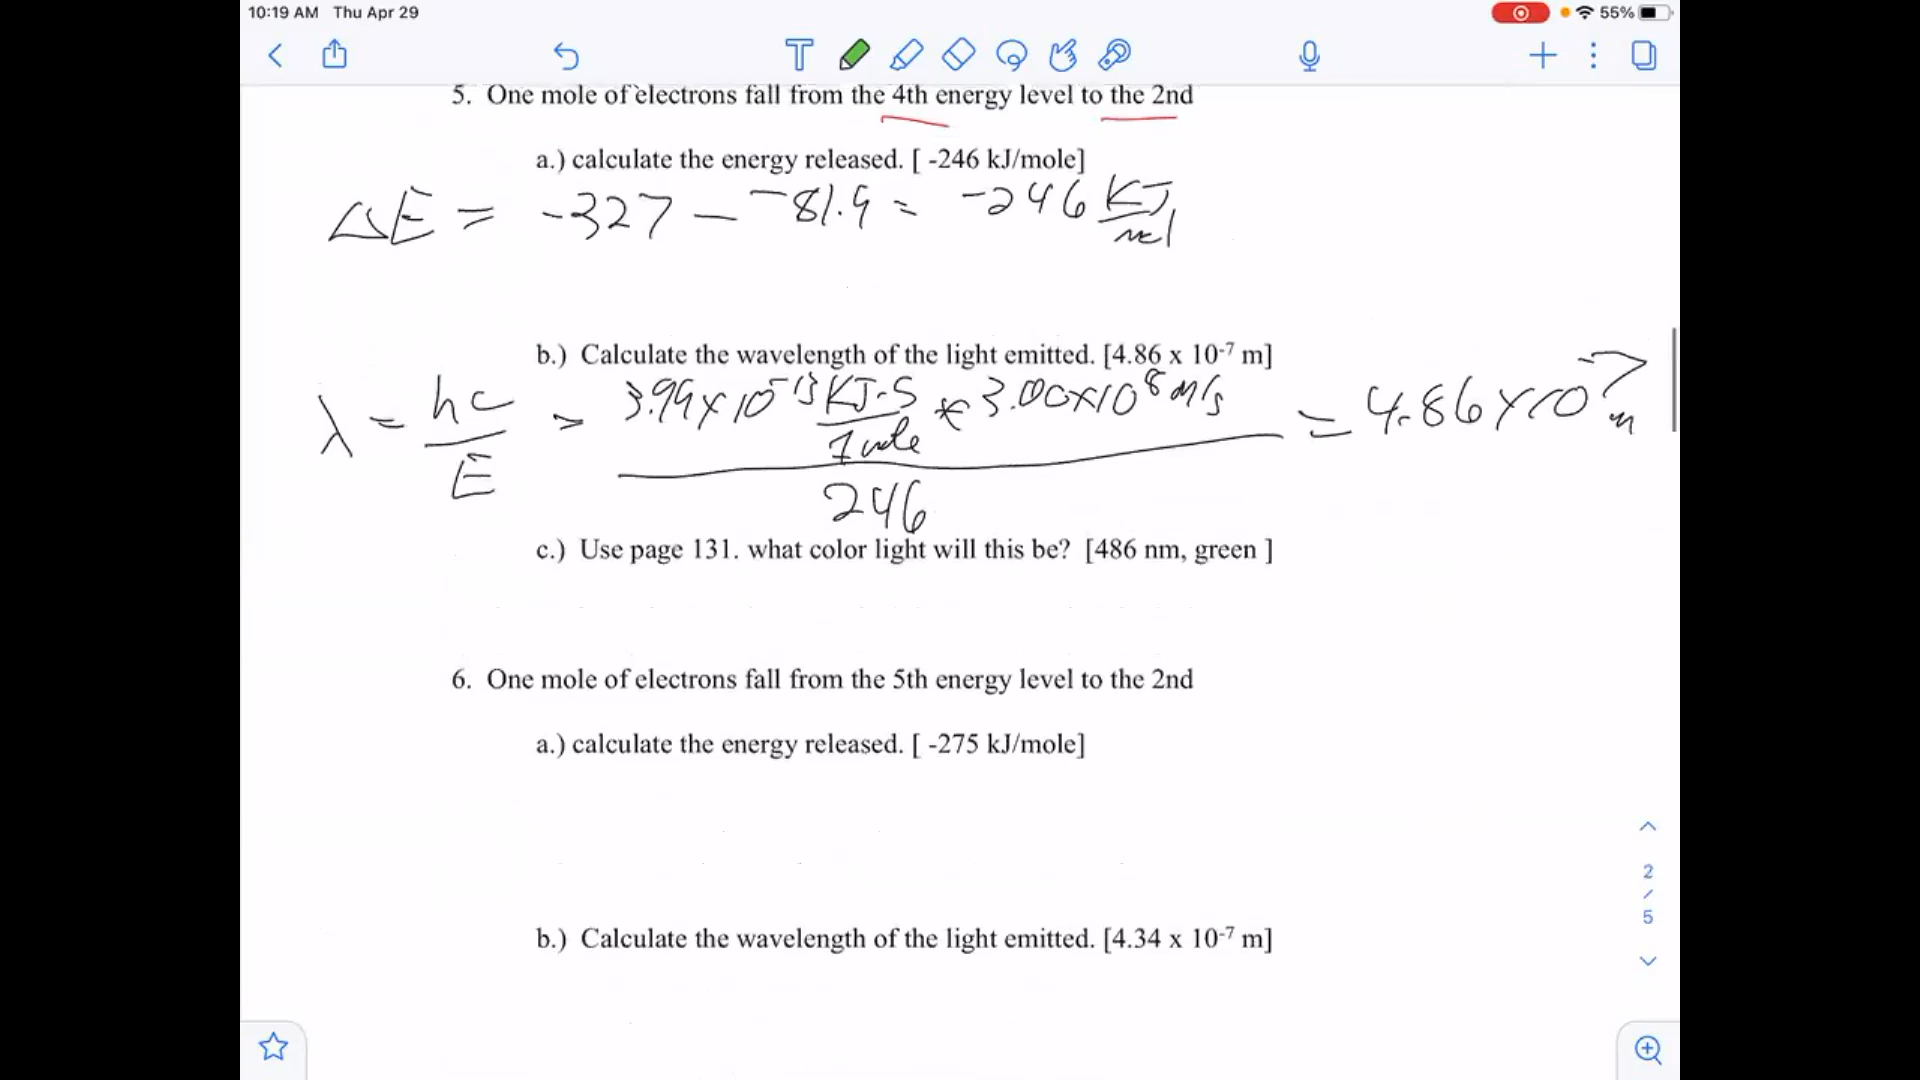 10:19 AM Thu Apr 29
55%
5. One mole of electrons fall from the 4th energy level to the 2nd
a.) calculate the energy released. [ -246 kJ/mole]
ΔE = -327 - -81.9 = -246 KJ/mol
b.) Calculate the wavelength of the light emitted. [4.86 x 10⁻⁷ m]
λ = hc/E = 3.99x10⁻¹³ KJ·S/1 mole * 3.00x10⁸ m/s / 246 = 4.86x10⁻⁷ m
c.) Use page 131. what color light will this be? [486 nm, green ]
6. One mole of electrons fall from the 5th energy level to the 2nd
a.) calculate the energy released. [ -275 kJ/mole]
2
/
5
b.) Calculate the wavelength of the light emitted. [4.34 x 10⁻⁷ m]